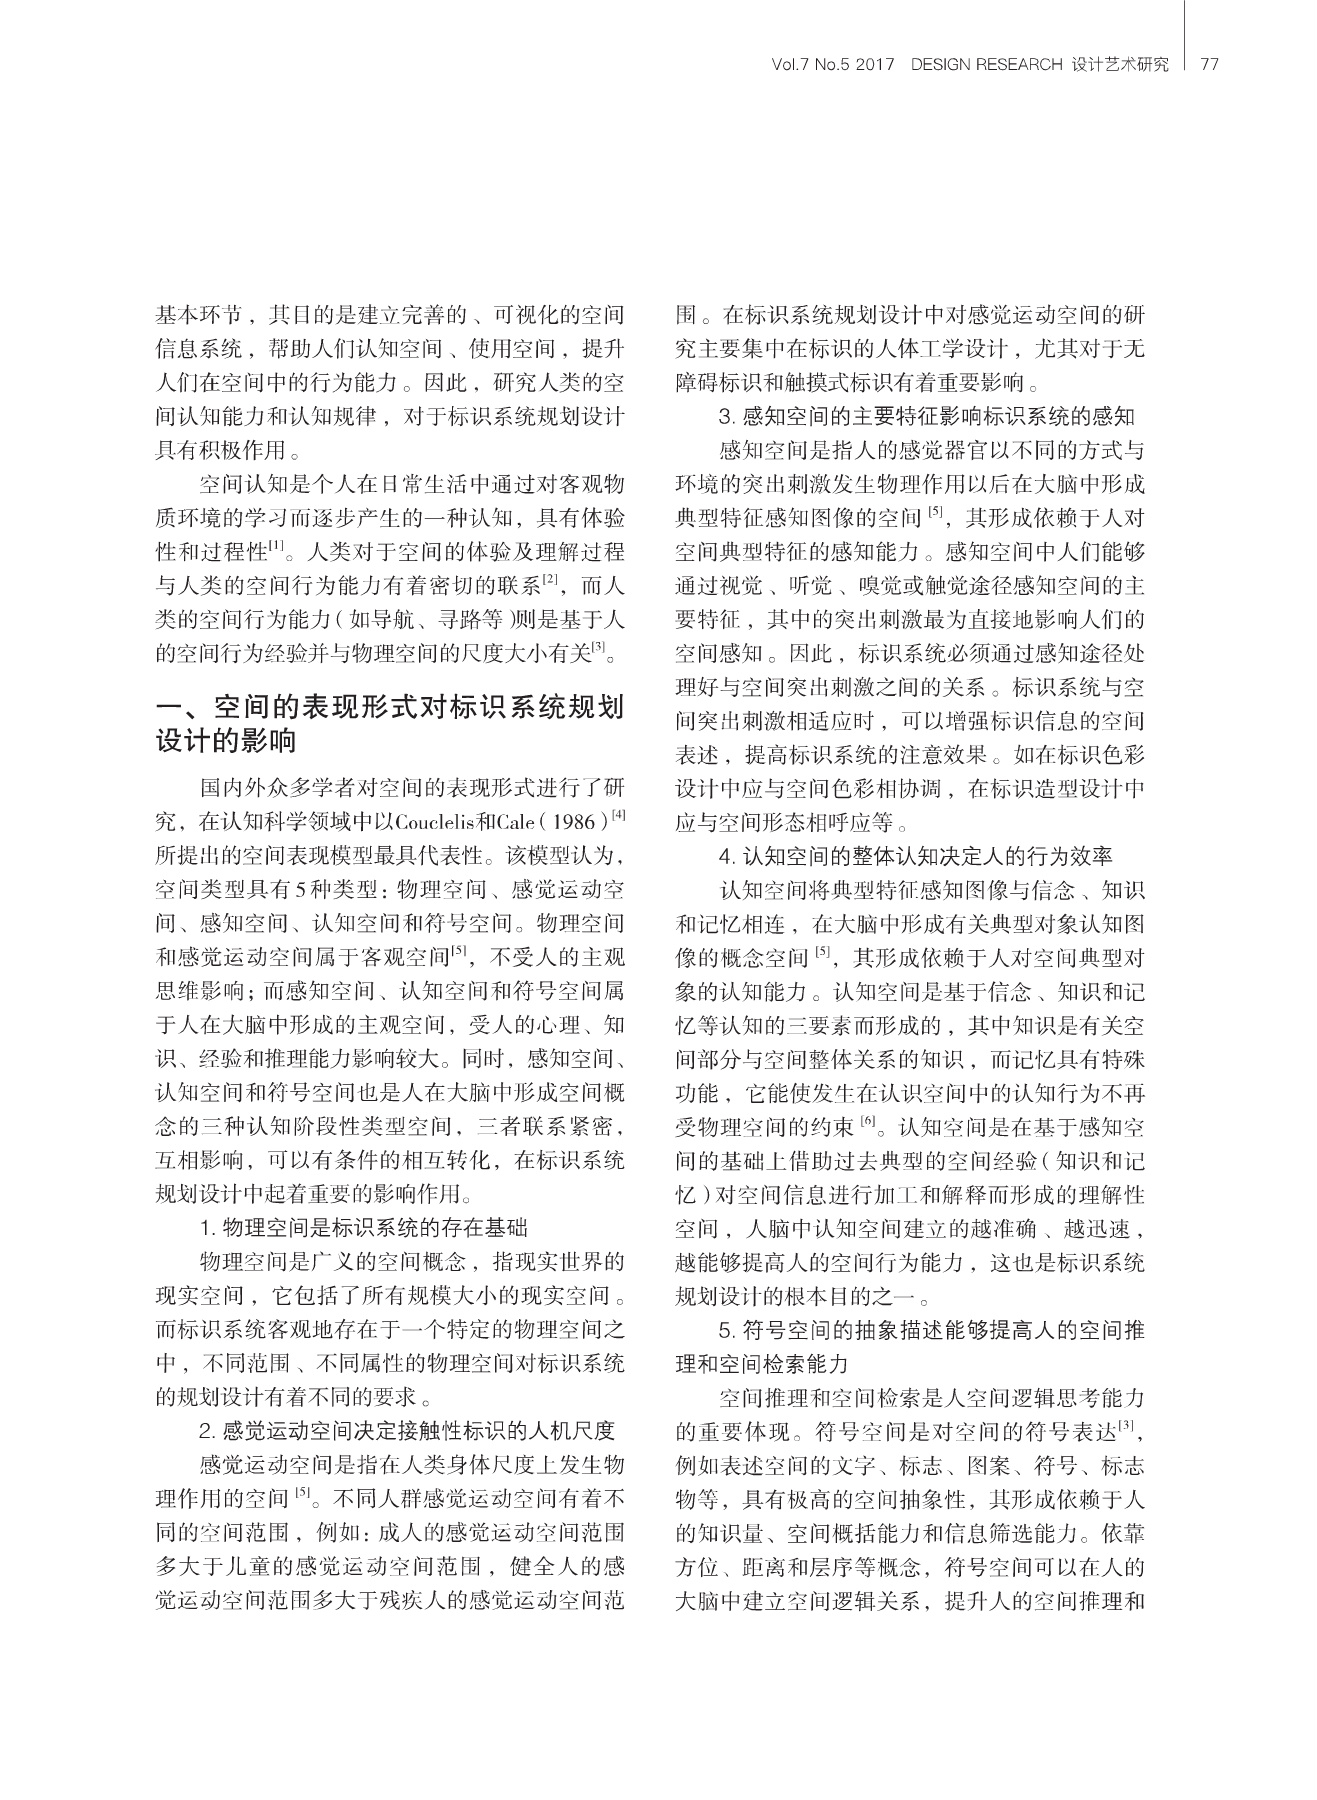 Vol.7 No.5 2017 DESIGN RESEARCH 设计艺术研究 77
基本环节，其目的是建立完善的、可视化的空间
信息系统，帮助人们认知空间、使用空间，提升
人们在空间中的行为能力。因此，研究人类的空
间认知能力和认知规律，对于标识系统规划设计
具有积极作用。
空间认知是个人在日常生活中通过对客观物
质环境的学习而逐步产生的一种认知，具有体验
性和过程性[1]。人类对于空间的体验及理解过程
与人类的空间行为能力有着密切的联系[2]，而人
类的空间行为能力（如导航、寻路等）则是基于人
的空间行为经验并与物理空间的尺度大小有关[3]。
一、空间的表现形式对标识系统规划
设计的影响
国内外众多学者对空间的表现形式进行了研
究，在认知科学领域中以Couclelis和Cale（1986）[4]
所提出的空间表现模型最具代表性。该模型认为，
空间类型具有5种类型：物理空间、感觉运动空
间、感知空间、认知空间和符号空间。物理空间
和感觉运动空间属于客观空间[5]，不受人的主观
思维影响；而感知空间、认知空间和符号空间属
于人在大脑中形成的主观空间，受人的心理、知
识、经验和推理能力影响较大。同时，感知空间、
认知空间和符号空间也是人在大脑中形成空间概
念的三种认知阶段性类型空间，三者联系紧密，
互相影响，可以有条件的相互转化，在标识系统
规划设计中起着重要的影响作用。
1. 物理空间是标识系统的存在基础
物理空间是广义的空间概念，指现实世界的
现实空间，它包括了所有规模大小的现实空间。
而标识系统客观地存在于一个特定的物理空间之
中，不同范围、不同属性的物理空间对标识系统
的规划设计有着不同的要求。
2. 感觉运动空间决定接触性标识的人机尺度
感觉运动空间是指在人类身体尺度上发生物
理作用的空间[5]。不同人群感觉运动空间有着不
同的空间范围，例如：成人的感觉运动空间范围
多大于儿童的感觉运动空间范围，健全人的感
觉运动空间范围多大于残疾人的感觉运动空间范
围。在标识系统规划设计中对感觉运动空间的研
究主要集中在标识的人体工学设计，尤其对于无
障碍标识和触摸式标识有着重要影响。
3. 感知空间的主要特征影响标识系统的感知
感知空间是指人的感觉器官以不同的方式与
环境的突出刺激发生物理作用以后在大脑中形成
典型特征感知图像的空间[5]，其形成依赖于人对
空间典型特征的感知能力。感知空间中人们能够
通过视觉、听觉、嗅觉或触觉途径感知空间的主
要特征，其中的突出刺激最为直接地影响人们的
空间感知。因此，标识系统必须通过感知途径处
理好与空间突出刺激之间的关系。标识系统与空
间突出刺激相适应时，可以增强标识信息的空间
表述，提高标识系统的注意效果。如在标识色彩
设计中应与空间色彩相协调，在标识造型设计中
应与空间形态相呼应等。
4. 认知空间的整体认知决定人的行为效率
认知空间将典型特征感知图像与信念、知识
和记忆相连，在大脑中形成有关典型对象认知图
像的概念空间[5]，其形成依赖于人对空间典型对
象的认知能力。认知空间是基于信念、知识和记
忆等认知的三要素而形成的，其中知识是有关空
间部分与空间整体关系的知识，而记忆具有特殊
功能，它能使发生在认识空间中的认知行为不再
受物理空间的约束[6]。认知空间是在基于感知空
间的基础上借助过去典型的空间经验（知识和记
忆）对空间信息进行加工和解释而形成的理解性
空间，人脑中认知空间建立的越准确、越迅速，
越能够提高人的空间行为能力，这也是标识系统
规划设计的根本目的之一。
5. 符号空间的抽象描述能够提高人的空间推
理和空间检索能力
空间推理和空间检索是人空间逻辑思考能力
的重要体现。符号空间是对空间的符号表达[3]，
例如表述空间的文字、标志、图案、符号、标志
物等，具有极高的空间抽象性，其形成依赖于人
的知识量、空间概括能力和信息筛选能力。依靠
方位、距离和层序等概念，符号空间可以在人的
大脑中建立空间逻辑关系，提升人的空间推理和